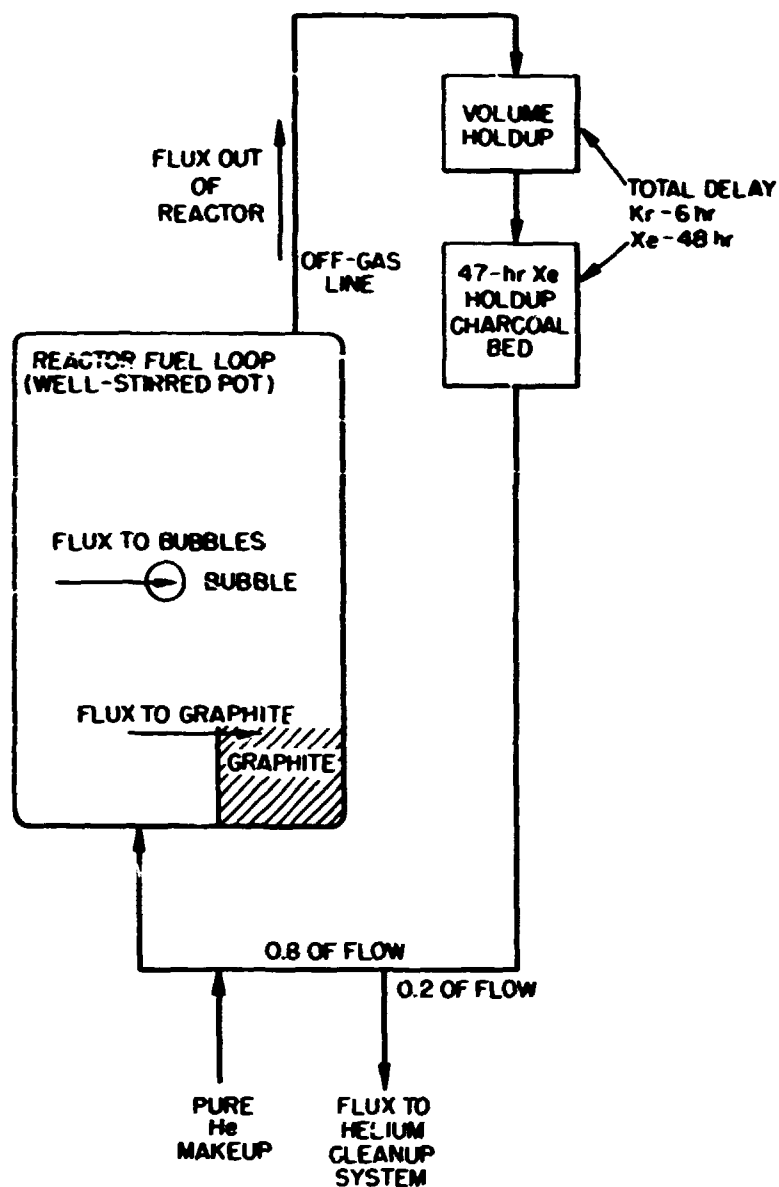 VOLUME
HOLDUP
FLUX OUT
OF
REACTOR
TOTAL DELAY
Kr-6 hr
Xe-48 hr
OFF-GAS
LINE
47-hr Xe
HOLDUP
CHARCOAL
BED
REACTOR FUEL LOOP
(WELL-STIRRED POT)
FLUX TO BUBBLES
BUBBLE
FLUX TO GRAPHITE
GRAPHITE
0.8 OF FLOW
0.2 OF FLOW
PURE
He
MAKEUP
FLUX TO
HELIUM
CLEANUP
SYSTEM